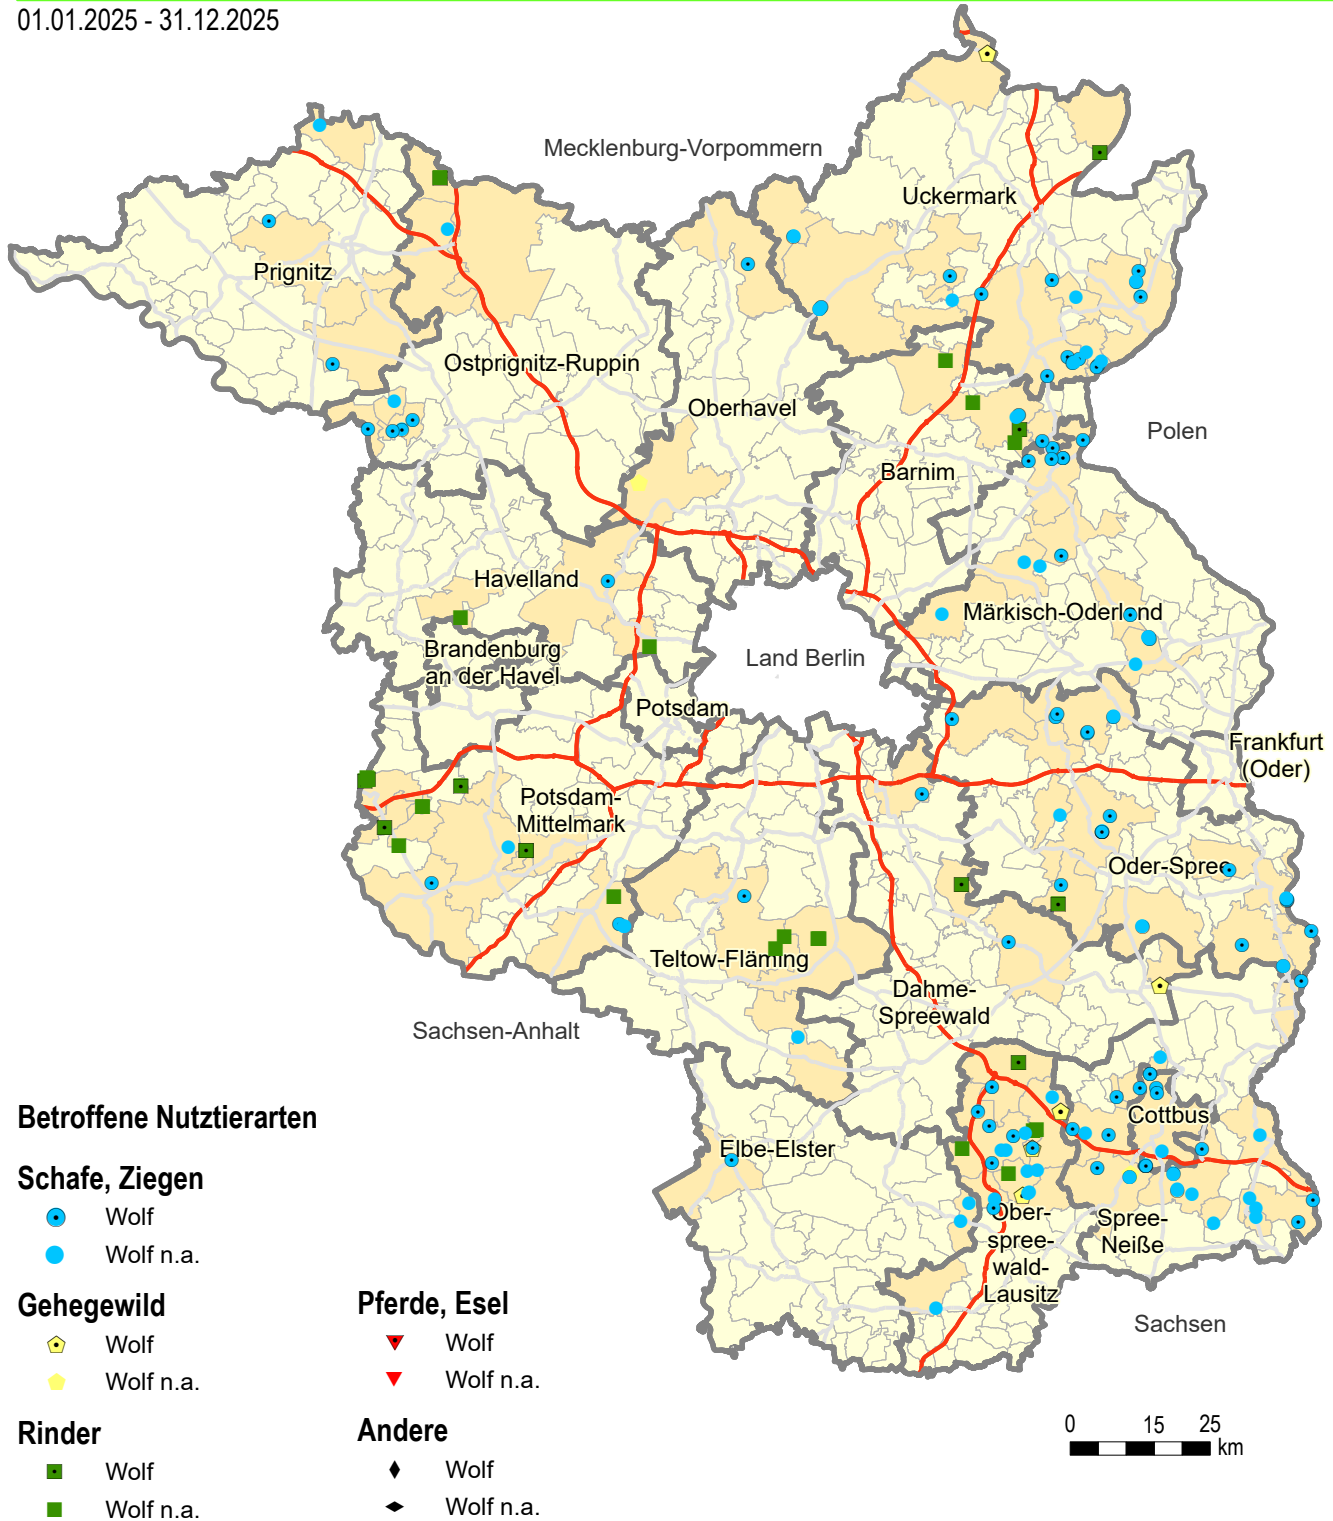 01.01.2025 - 31.12.2025
Mecklenburg-Vorpommern
Uckermark
Prignitz
Ostprignitz-Ruppin
Oberhavel
Polen
Barnim
Havelland
Märkisch-Oderland
Brandenburg
an der Havel
Land Berlin
Potsdam
Frankfurt
(Oder)
Potsdam-
Mittelmark
Oder-Spree
Teltow-Fläming
Dahme-
Spreewald
Sachsen-Anhalt
Cottbus
Elbe-Elster
Ober-
spree-
wald-
Lausitz
Spree-
Neiße
Sachsen
Betroffene Nutztierarten
Schafe, Ziegen
Wolf
Wolf n.a.
Gehegewild
Wolf
Wolf n.a.
Rinder
Wolf
Wolf n.a.
Pferde, Esel
Wolf
Wolf n.a.
Andere
Wolf
Wolf n.a.
0 15 25
km